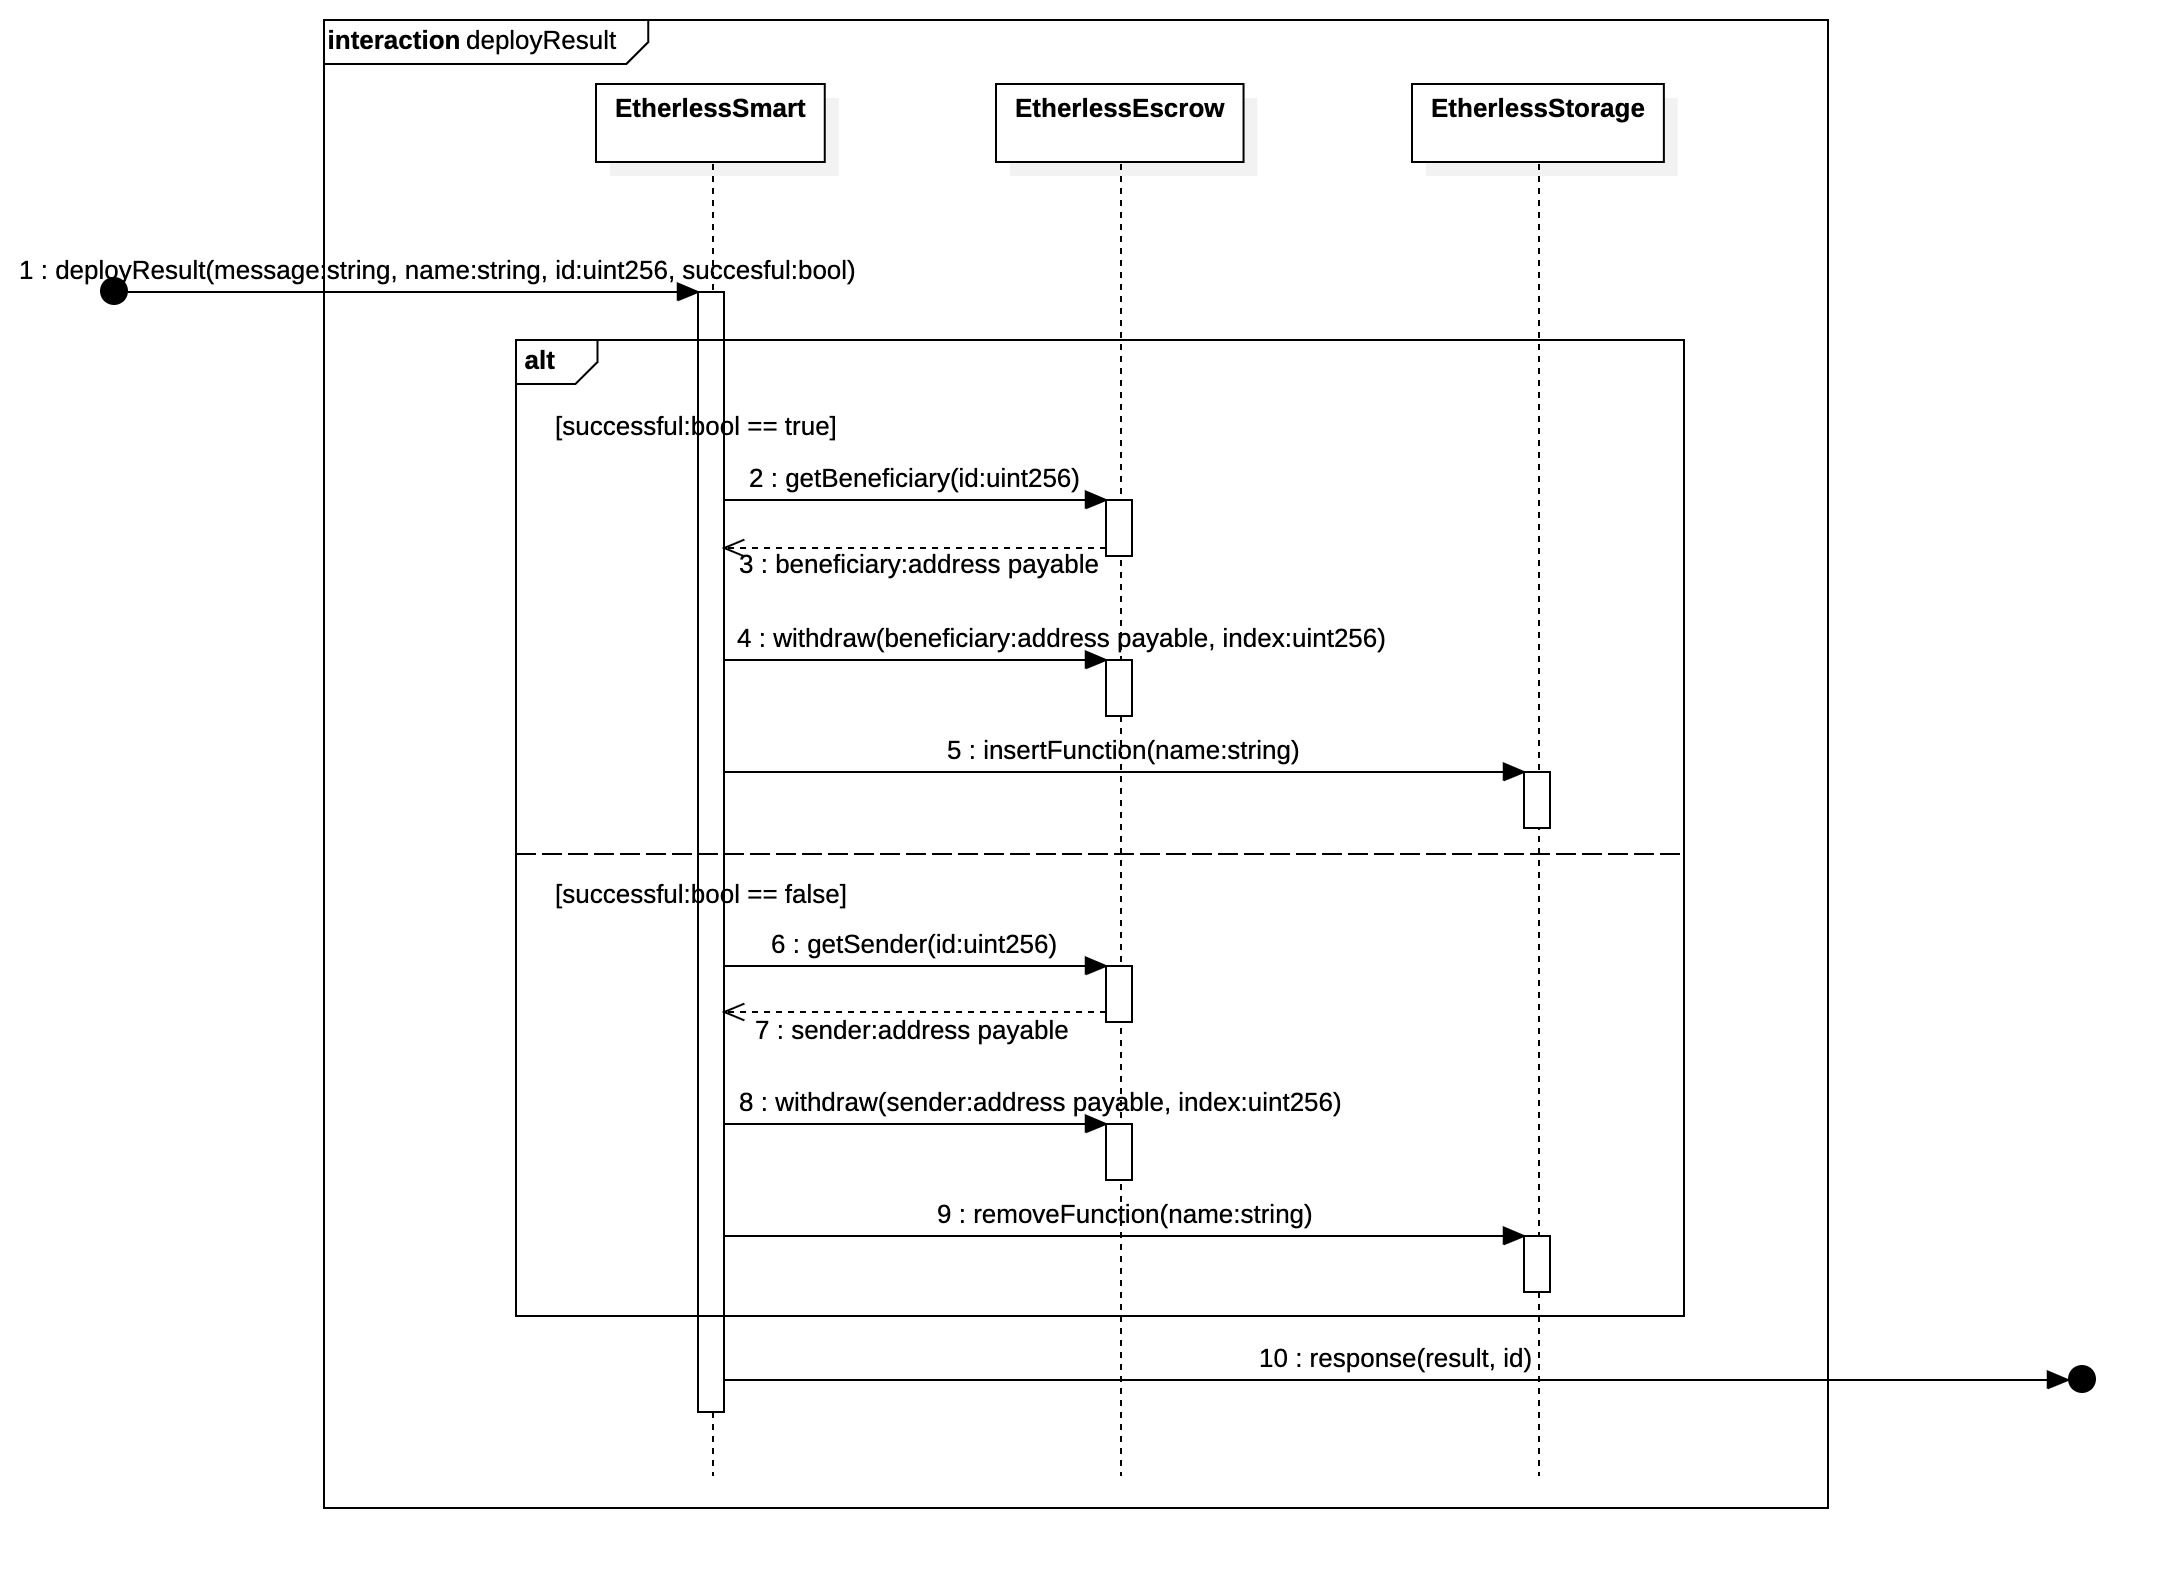 interaction deployResult
EtherlessSmart
EtherlessEscrow
EtherlessStorage
1 : deployResult(message:string, name:string, id:uint256, succesful:bool)
alt
[successful:bool == true]
2 : getBeneficiary(id:uint256)
3 : beneficiary:address payable
4 : withdraw(beneficiary:address payable, index:uint256)
5 : insertFunction(name:string)
[successful:bool == false]
6 : getSender(id:uint256)
7 : sender:address payable
8 : withdraw(sender:address payable, index:uint256)
9 : removeFunction(name:string)
10 : response(result, id)